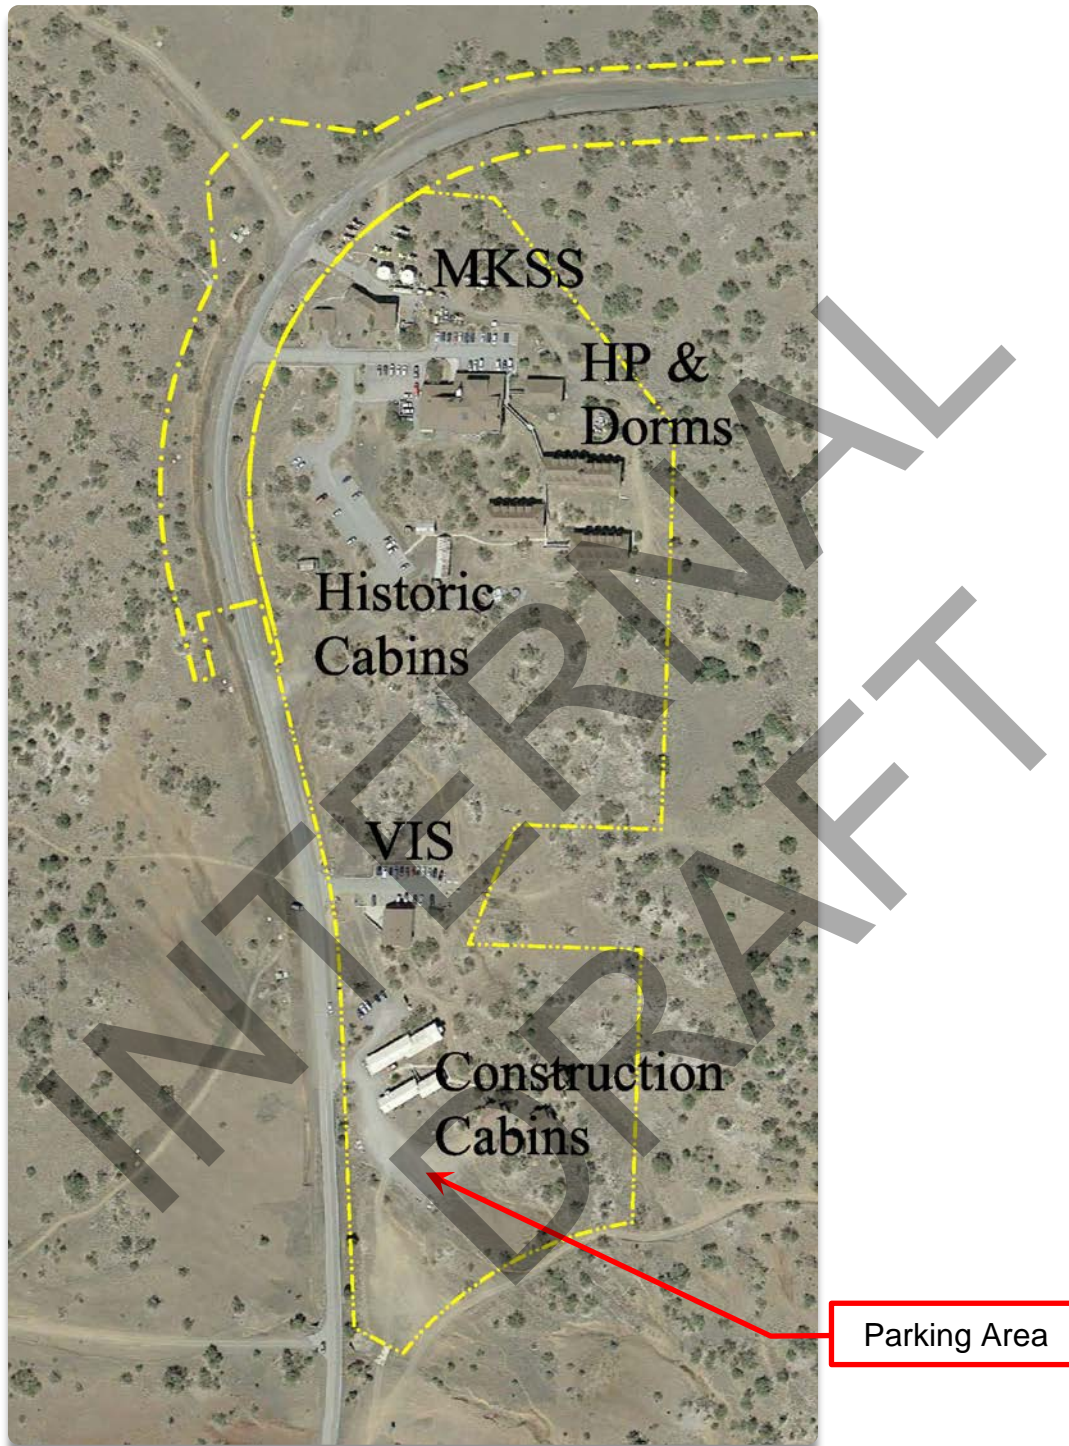 MKSS
HP &
Dorms
Historic
Cabins
VIS
Construction
Cabins
Parking Area
INTERNAL
DRAFT